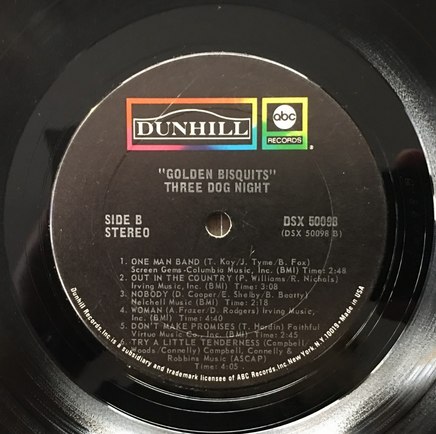 DUNHILL
abc
RECORDS
®
"GOLDEN BISQUITS"
THREE DOG NIGHT
SIDE B
STEREO
DSX 50098
(DSX 50098 B)
1. ONE MAN BAND (T. Kay/J. Tyme/B. Fox)
Screen Gems-Columbia Music, Inc. (BMI) Time: 2:48
2. OUT IN THE COUNTRY (P. Williams/R. Nichols)
Irving Music, Inc. (BMI) Time: 3:08
3. NOBODY (D. Cooper/E. Shelby/B. Beatty)
Nelchell Music (BMI) Time: 2:18
4. WOMAN (A. Frazer/D. Rodgers) Irving Music,
Inc. (BMI) Time: 4:40
5. DON'T MAKE PROMISES (T. Hardin) Faithful
Virtue Music Co., Inc. (BMI) Time: 2:45
6. TRY A LITTLE TENDERNESS (Campbell/
Woods/Connelly) Campbell, Connelly &
Robbins Music (ASCAP)
Time: 4:05
Dunhill Records, Inc. is a subsidiary and trademark licensee of ABC Records, Inc. New York, N.Y. 10019 • Made in USA